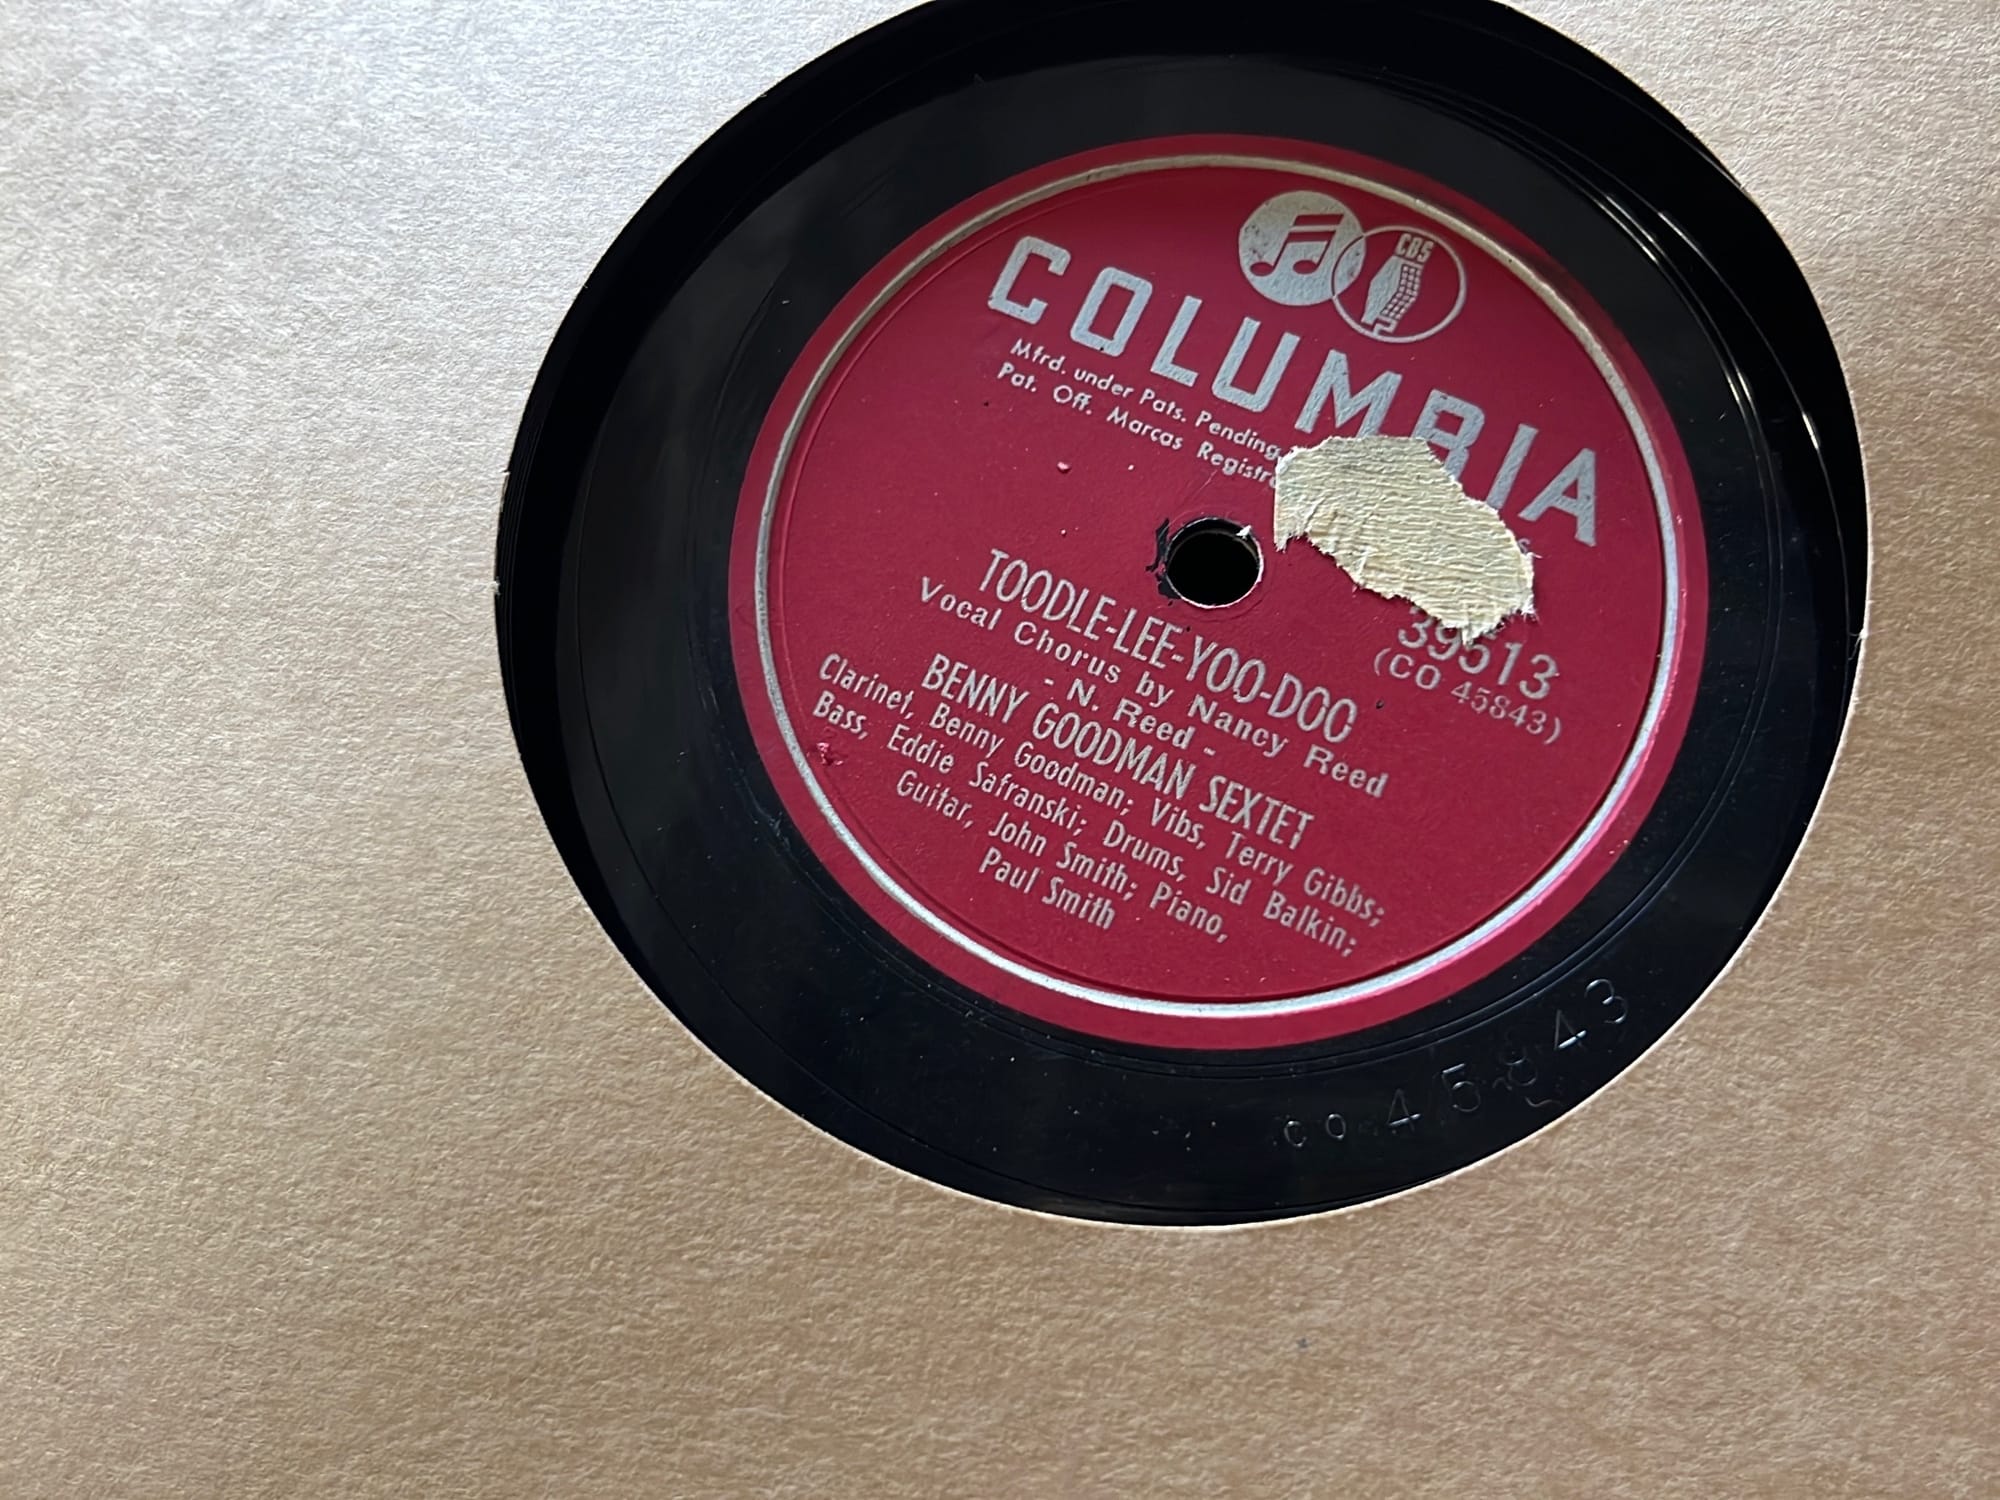 CBS
COLUMBIA
Mfrd. under Pats. Pending,
Pat. Off. Marcas
TOODLE-LEE-YOO-DOO
Vocal Chorus by Nancy Reed
- N. Reed -
39513
(CO 45843)
BENNY GOODMAN SEXTET
Clarinet, Benny Goodman; Vibs, Terry Gibbs;
Bass, Eddie Safranski; Drums, Sid Balkin;
Guitar, John Smith; Piano,
Paul Smith
CO 45843